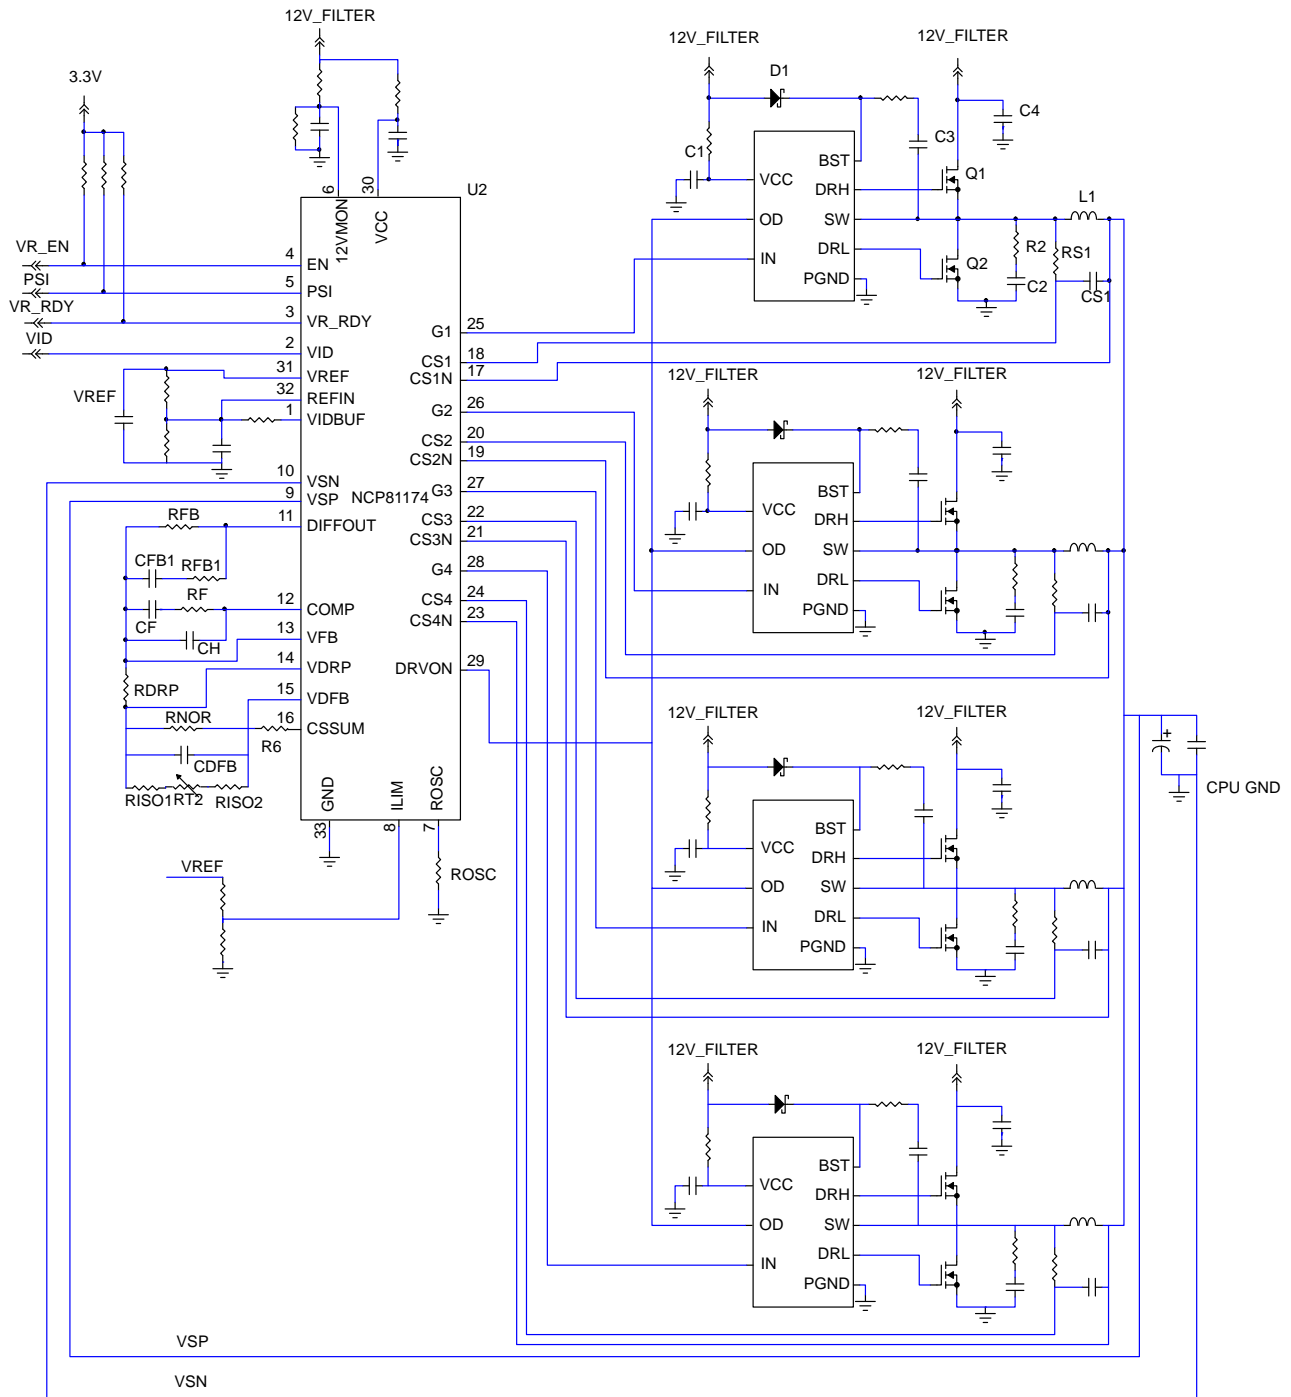 12V_FILTER
3.3V
6
30
U2
12VMON
VCC
VR_EN
4
EN
PSI
5
PSI
VR_RDY
3
VR_RDY
VID
2
VID
31
VREF
VREF
32
REFIN
1
VIDBUF
10
VSN
9
VSP
NCP81174
RFB
11
DIFFOUT
CFB1
RFB1
RF
12
COMP
CF
13
VFB
CH
14
VDRP
RDRP
15
VDFB
RNOR
16
CSSUM
R6
CDFB
RISO1
RT2
RISO2
GND
ILIM
ROSC
33
8
7
VREF
ROSC
G1
25
CS1
18
CS1N
17
G2
26
CS2
20
CS2N
19
G3
27
CS3
22
CS3N
21
G4
28
CS4
24
CS4N
23
DRVON
29
12V_FILTER
12V_FILTER
D1
C4
C1
C3
BST
VCC
DRH
Q1
L1
OD
SW
DRL
R2
RS1
IN
Q2
PGND
C2
CS1
12V_FILTER
12V_FILTER
BST
VCC
DRH
OD
SW
DRL
IN
PGND
12V_FILTER
12V_FILTER
+
CPU GND
BST
VCC
DRH
OD
SW
DRL
IN
PGND
12V_FILTER
12V_FILTER
BST
VCC
DRH
OD
SW
DRL
IN
PGND
VSP
VSN